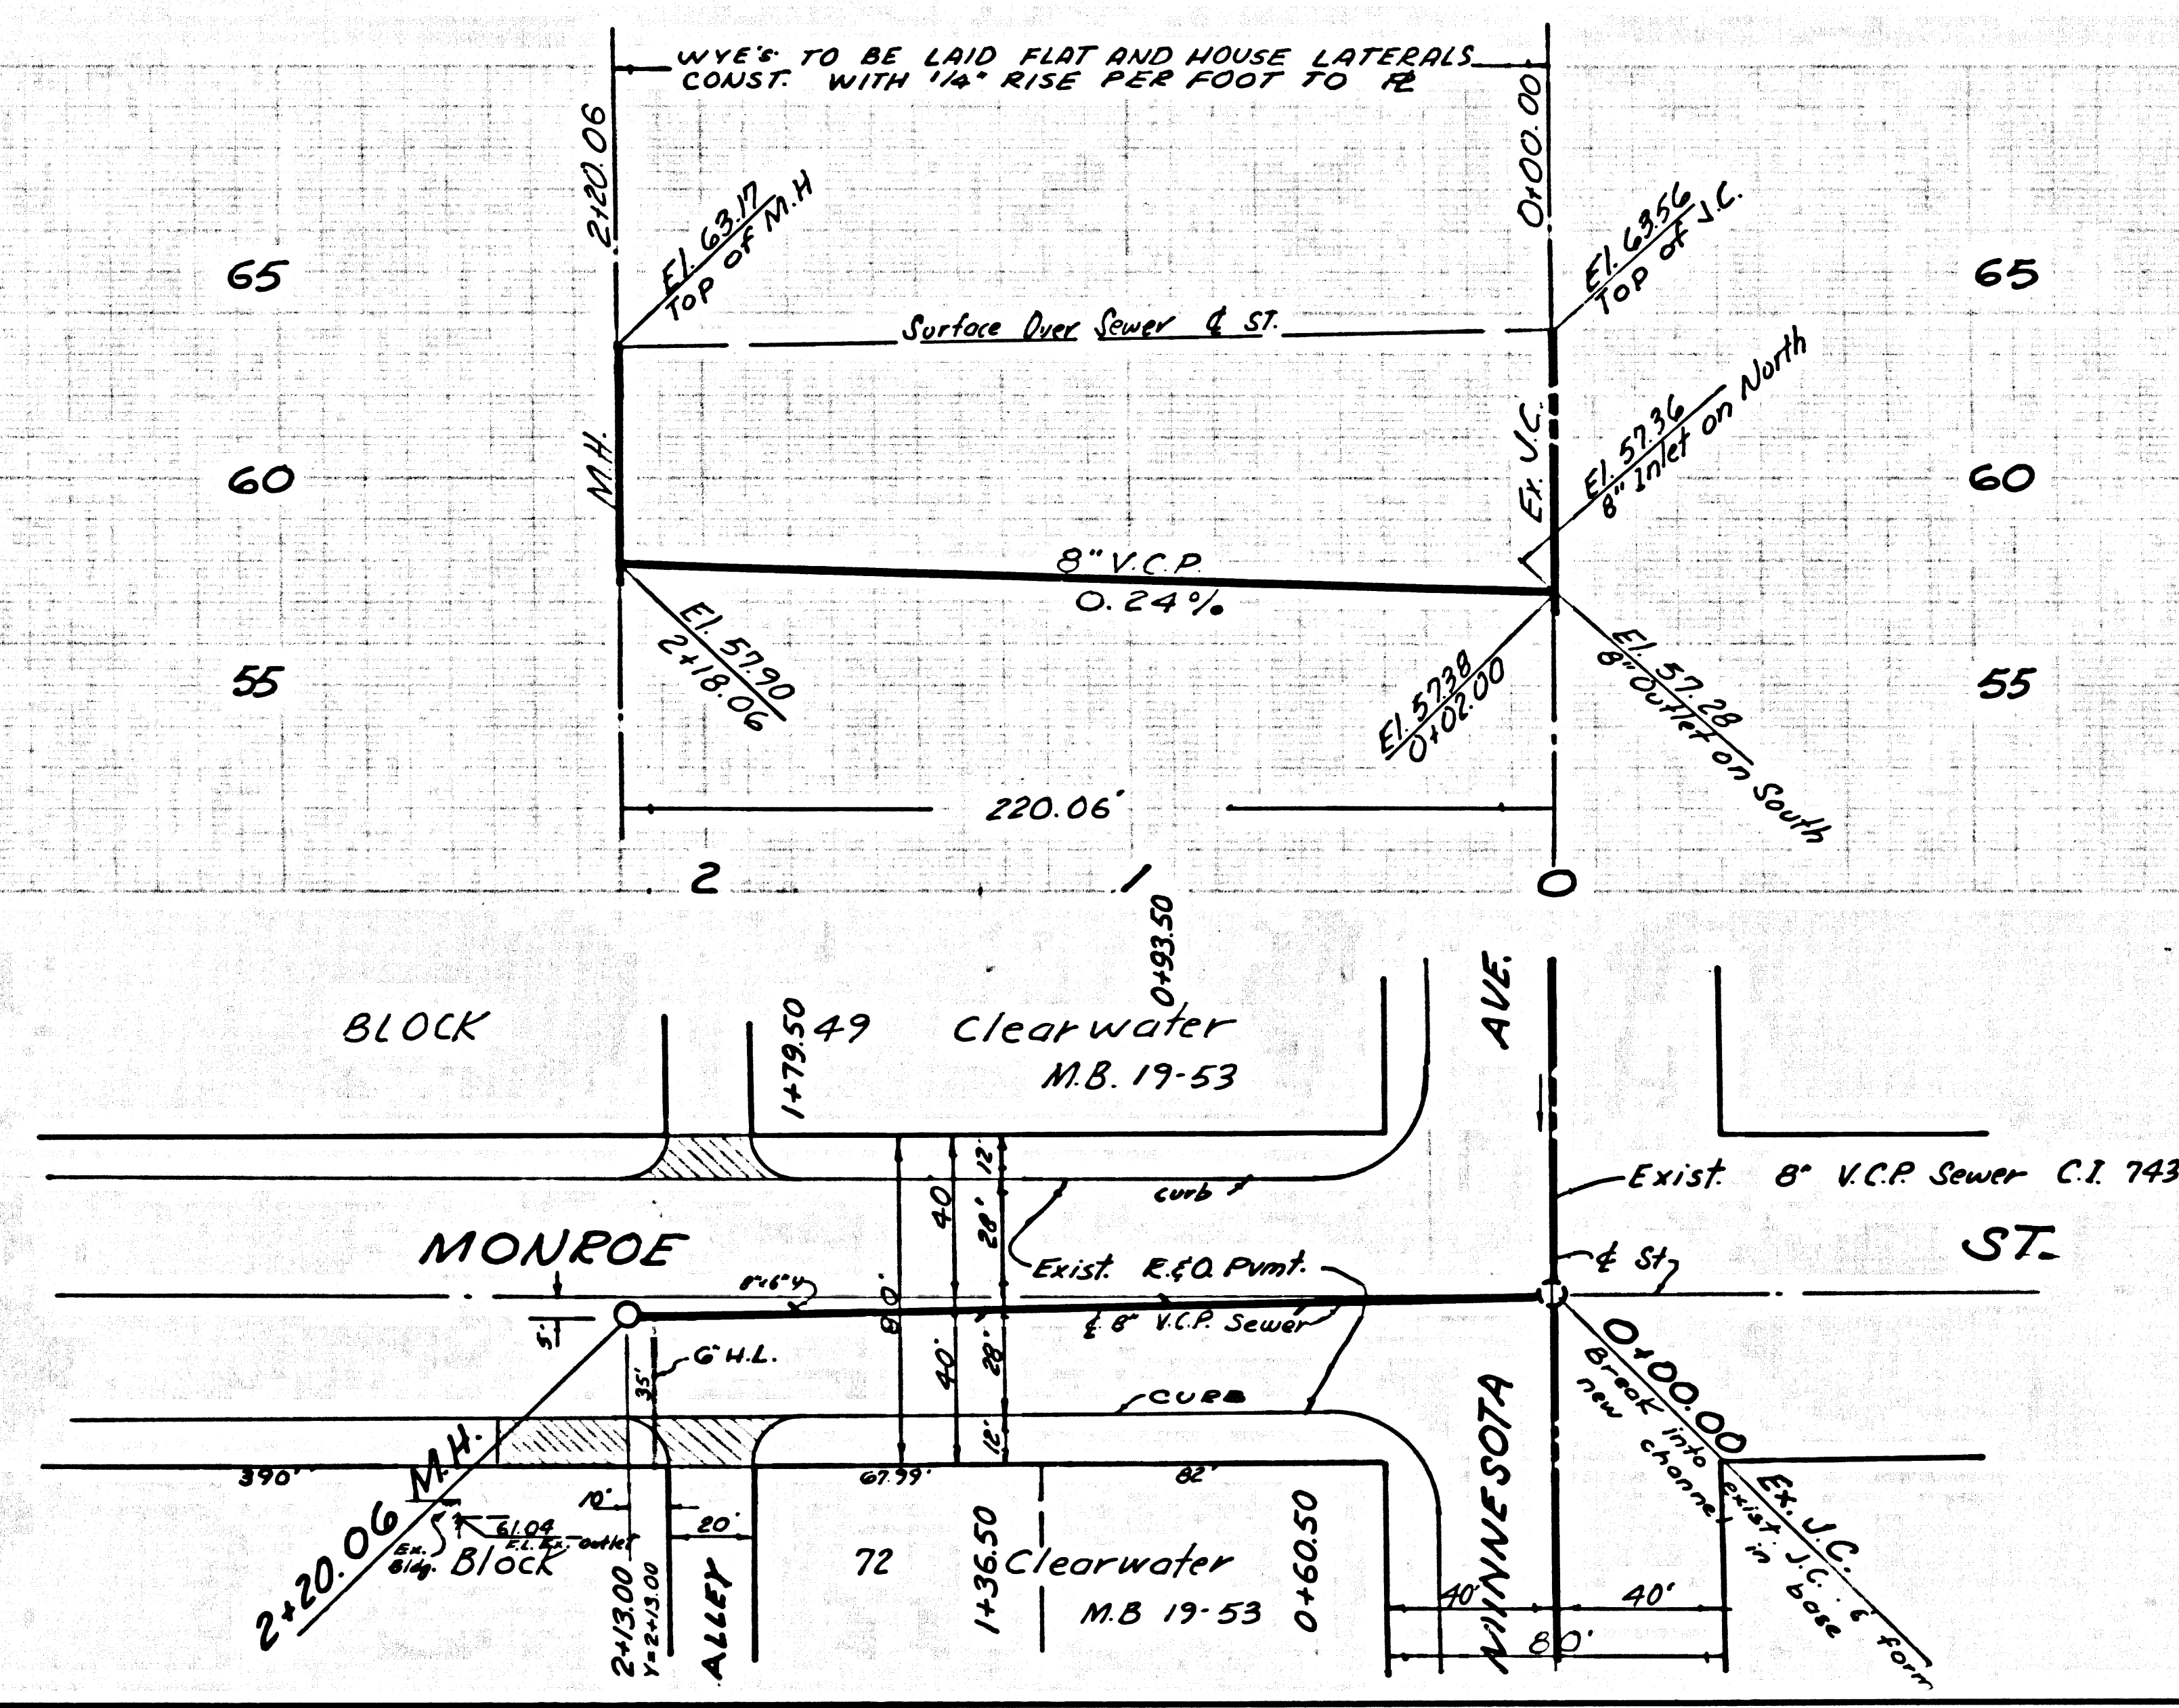 WYE'S TO BE LAID FLAT AND HOUSE LATERALS
CONST. WITH 1/4" RISE PER FOOT TO ⅊
2+20.06
0+00.00
El. 63.17
TOP of M.H
El. 63.56
TOP of J.C.
65
65
Surface Over Sewer ℄ ST.
El. 57.36
8" Inlet on North
M.H.
Ex. J.C.
60
60
8" V.C.P.
0.24%
El. 57.90
2+18.06
El. 57.38
0+02.00
El. 57.28
8" Outlet on South
55
55
220.06'
2
1
0
0+93.50
1+79.50
BLOCK
49
Clearwater
M.B. 19-53
AVE.
12'
40'
28'
80'
curb
Exist. 8" V.C.P. Sewer C.I. 743
MONROE
ST.
Exist. R.&O. Pvmt.
℄ St.
8"x6"Y
5'
℄ 8" V.C.P. Sewer
6" H.L.
35'
40'
28'
12'
CURB
0+00.00 Ex. J.C.
Break into exist. J.C. & form
new channel in base
390'
67.99'
82'
2+20.06 M.H.
10'
20'
61.04
F.L. Ex. Outlet
Ex.
Bldg.
Block
72
Clearwater
M.B 19-53
2+13.00
Y=2+13.00
ALLEY
1+36.50
0+60.50
MINNESOTA
40'
40'
80'